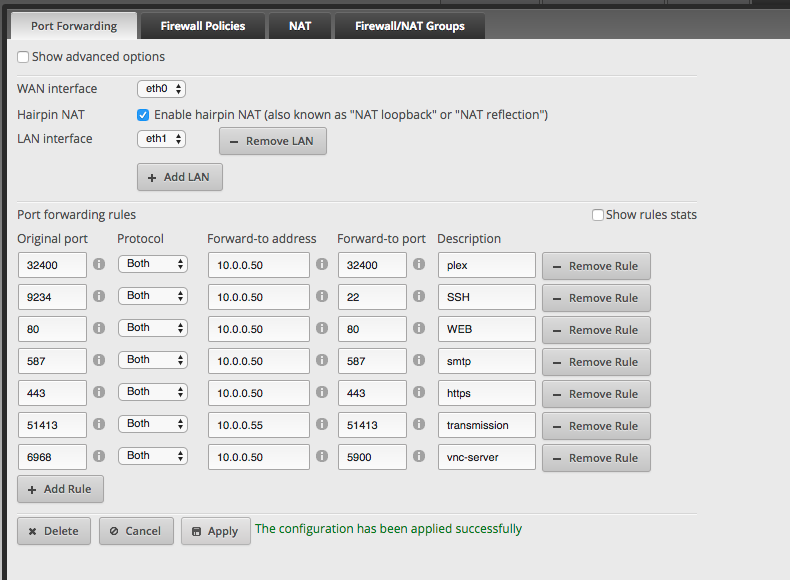 Port Forwarding Firewall Policies NAT Firewall/NAT Groups
Show advanced options
WAN interface eth0
Hairpin NAT Enable hairpin NAT (also known as "NAT loopback" or "NAT reflection")
LAN interface eth1 − Remove LAN
+ Add LAN
Port forwarding rules Show rules stats
Original port Protocol Forward-to address Forward-to port Description
32400 Both 10.0.0.50 32400 plex − Remove Rule
9234 Both 10.0.0.50 22 SSH − Remove Rule
80 Both 10.0.0.50 80 WEB − Remove Rule
587 Both 10.0.0.50 587 smtp − Remove Rule
443 Both 10.0.0.50 443 https − Remove Rule
51413 Both 10.0.0.55 51413 transmission − Remove Rule
6968 Both 10.0.0.50 5900 vnc-server − Remove Rule
+ Add Rule
Delete Cancel Apply The configuration has been applied successfully